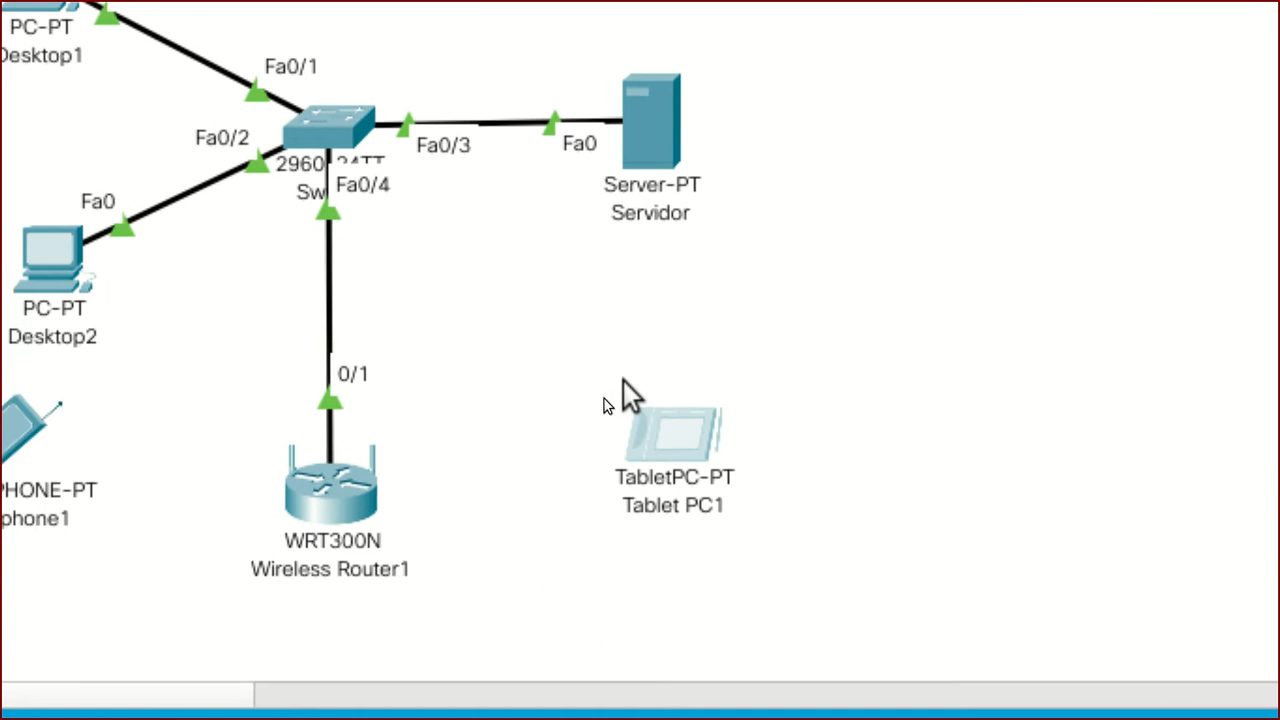 PC-PT
Desktop1
Fa0/1
Fa0/2
Fa0/3
Fa0
Fa0/4
Server-PT
Servidor
Fa0
PC-PT
Desktop2
0/1
PHONE-PT
phone1
TabletPC-PT
Tablet PC1
WRT300N
Wireless Router1